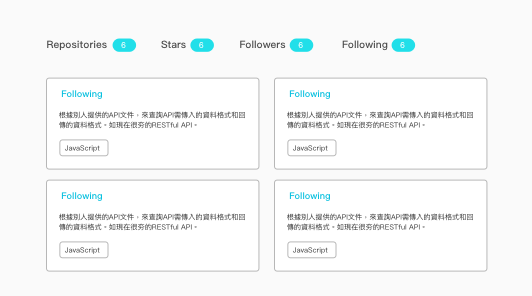 Repositories 6 Stars 6 Followers 6 Following 6
Following
根據別人提供的API文件，來查詢API需傳入的資料格式和回
傳的資料格式。如現在很夯的RESTful API。
JavaScript
Following
根據別人提供的API文件，來查詢API需傳入的資料格式和回
傳的資料格式。如現在很夯的RESTful API。
JavaScript
Following
根據別人提供的API文件，來查詢API需傳入的資料格式和回
傳的資料格式。如現在很夯的RESTful API。
JavaScript
Following
根據別人提供的API文件，來查詢API需傳入的資料格式和回
傳的資料格式。如現在很夯的RESTful API。
JavaScript